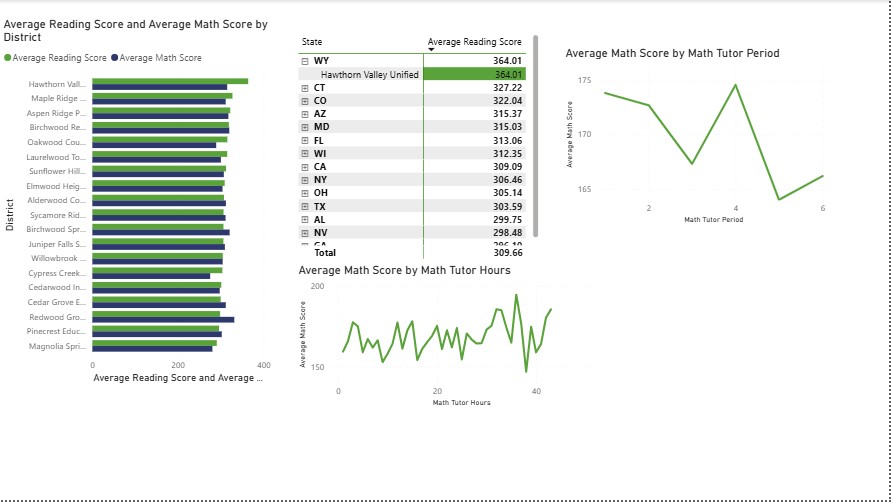 Average Reading Score and Average Math Score by
District
Average Reading Score Average Math Score
District
Hawthorn Vall...
Maple Ridge ...
Aspen Ridge P...
Birchwood Re...
Oakwood Cou...
Laurelwood To...
Sunflower Hill...
Elmwood Heig...
Alderwood Co...
Sycamore Rid...
Birchwood Spr...
Juniper Falls S...
Willowbrook ...
Cypress Creek...
Cedarwood In...
Cedar Grove E...
Redwood Gro...
Pinecrest Educ...
Magnolia Spri...
0 200 400
Average Reading Score and Average ...
State Average Reading Score
WY 364.01
Hawthorn Valley Unified 364.01
CT 327.22
CO 322.04
AZ 315.37
MD 315.03
FL 313.06
WI 312.35
CA 309.09
NY 306.46
OH 305.14
TX 303.59
AL 299.75
NV 298.48
Total 309.66
Average Math Score by Math Tutor Hours
Average Math Score
200
150
0 20 40
Math Tutor Hours
Average Math Score by Math Tutor Period
Average Math Score
175
170
165
2 4 6
Math Tutor Period